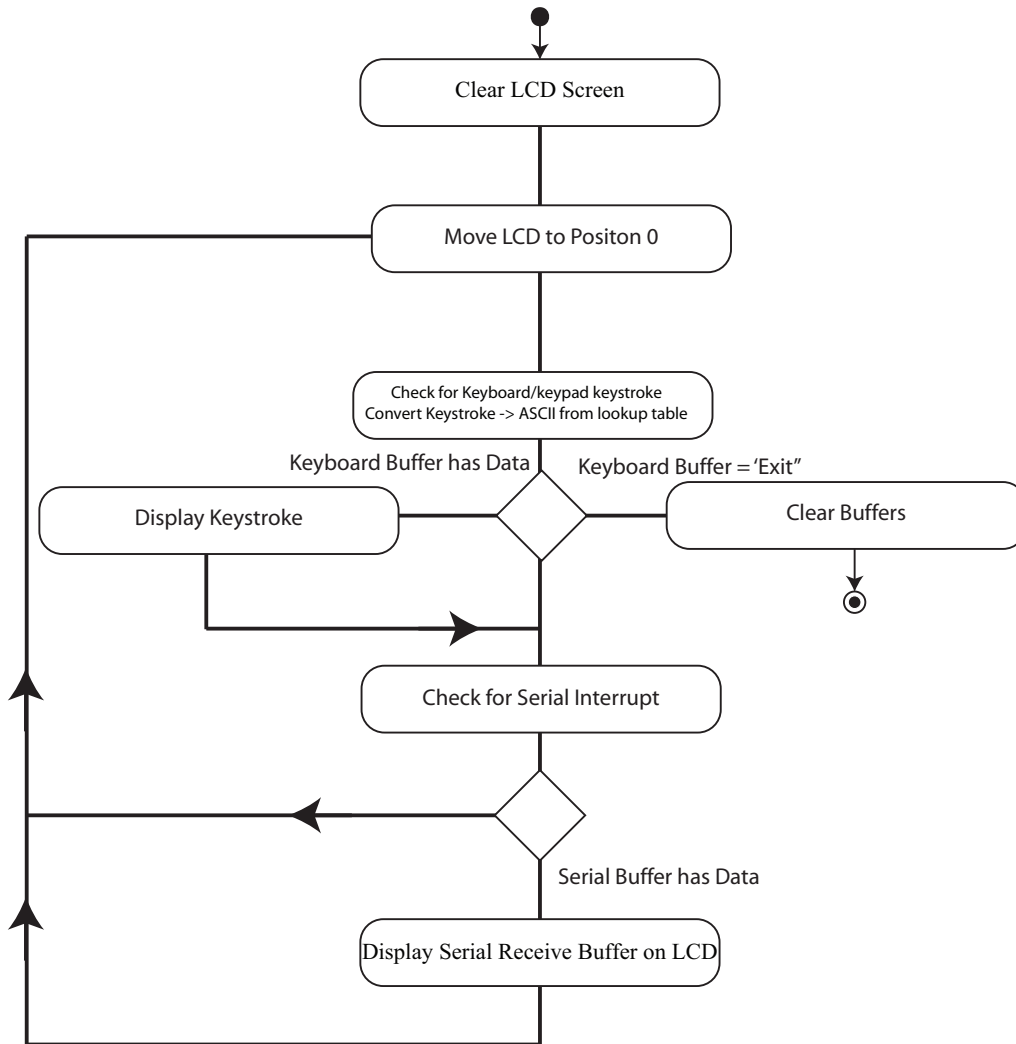 Clear LCD Screen
Move LCD to Positon 0
Check for Keyboard/keypad keystroke
Convert Keystroke -> ASCII from lookup table
Keyboard Buffer has Data
Keyboard Buffer = ‘Exit”
Display Keystroke
Clear Buffers
Check for Serial Interrupt
Serial Buffer has Data
Display Serial Receive Buffer on LCD